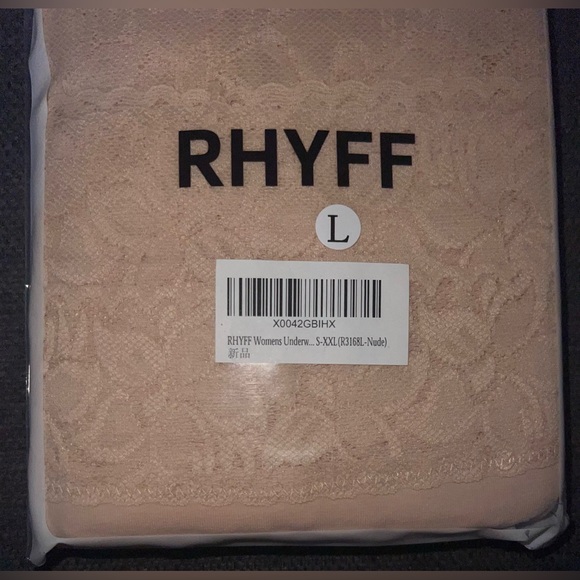 RHYFF
L
X0042GBIHX
RHYFF Womens Underw... S-XXL(R3168L-Nude)
新品